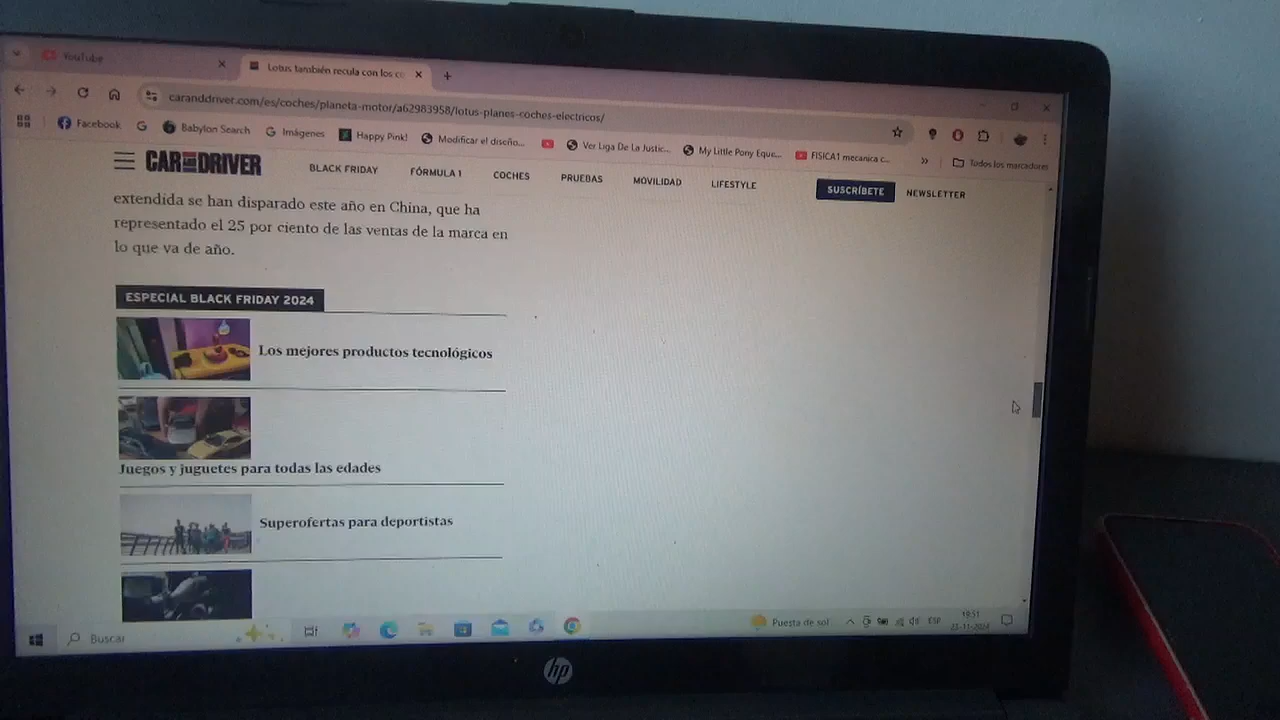 YouTube
Lotus también recula con los co
caranddriver.com/es/coches/planeta-motor/a62983958/lotus-planes-coches-electricos/
Facebook
Babylon Search
Imágenes
Happy Pink!
Modificar el diseño...
Ver Liga De La Justic...
My Little Pony Eque...
FISICA1 mecanica c...
Todos los marcadores
CAR AND DRIVER
BLACK FRIDAY
FÓRMULA 1
COCHES
PRUEBAS
MOVILIDAD
LIFESTYLE
SUSCRÍBETE
NEWSLETTER
extendida se han disparado este año en China, que ha
representado el 25 por ciento de las ventas de la marca en
lo que va de año.
ESPECIAL BLACK FRIDAY 2024
Los mejores productos tecnológicos
Juegos y juguetes para todas las edades
Superofertas para deportistas
Buscar
Puesta de sol
ESP
19:51
hp